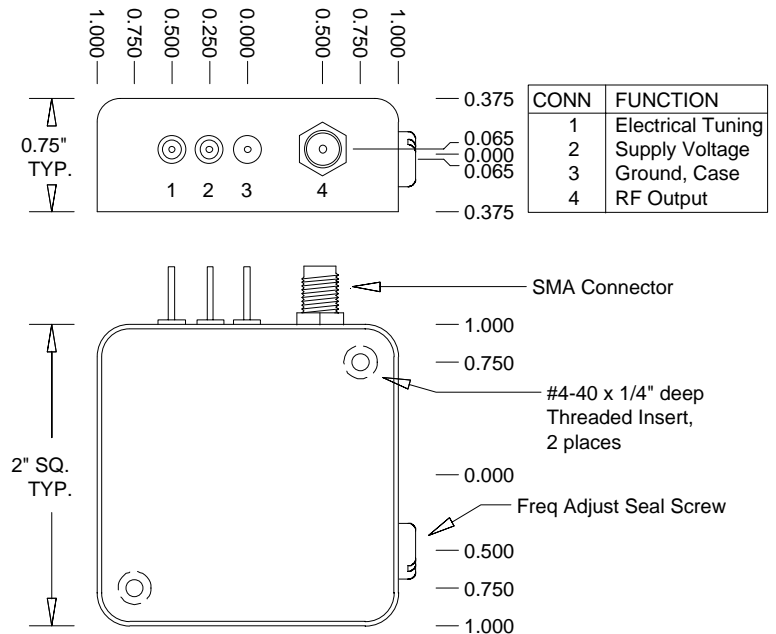 1.000
0.750
0.500
0.250
0.000
0.500
0.750
1.000
0.75"
TYP.
1 2 3 4
0.375
0.065
0.000
0.065
0.375
CONN FUNCTION
1 Electrical Tuning
2 Supply Voltage
3 Ground, Case
4 RF Output
SMA Connector
1.000
0.750
#4-40 x 1/4" deep
Threaded Insert,
2 places
2" SQ.
TYP.
0.000
Freq Adjust Seal Screw
0.500
0.750
1.000